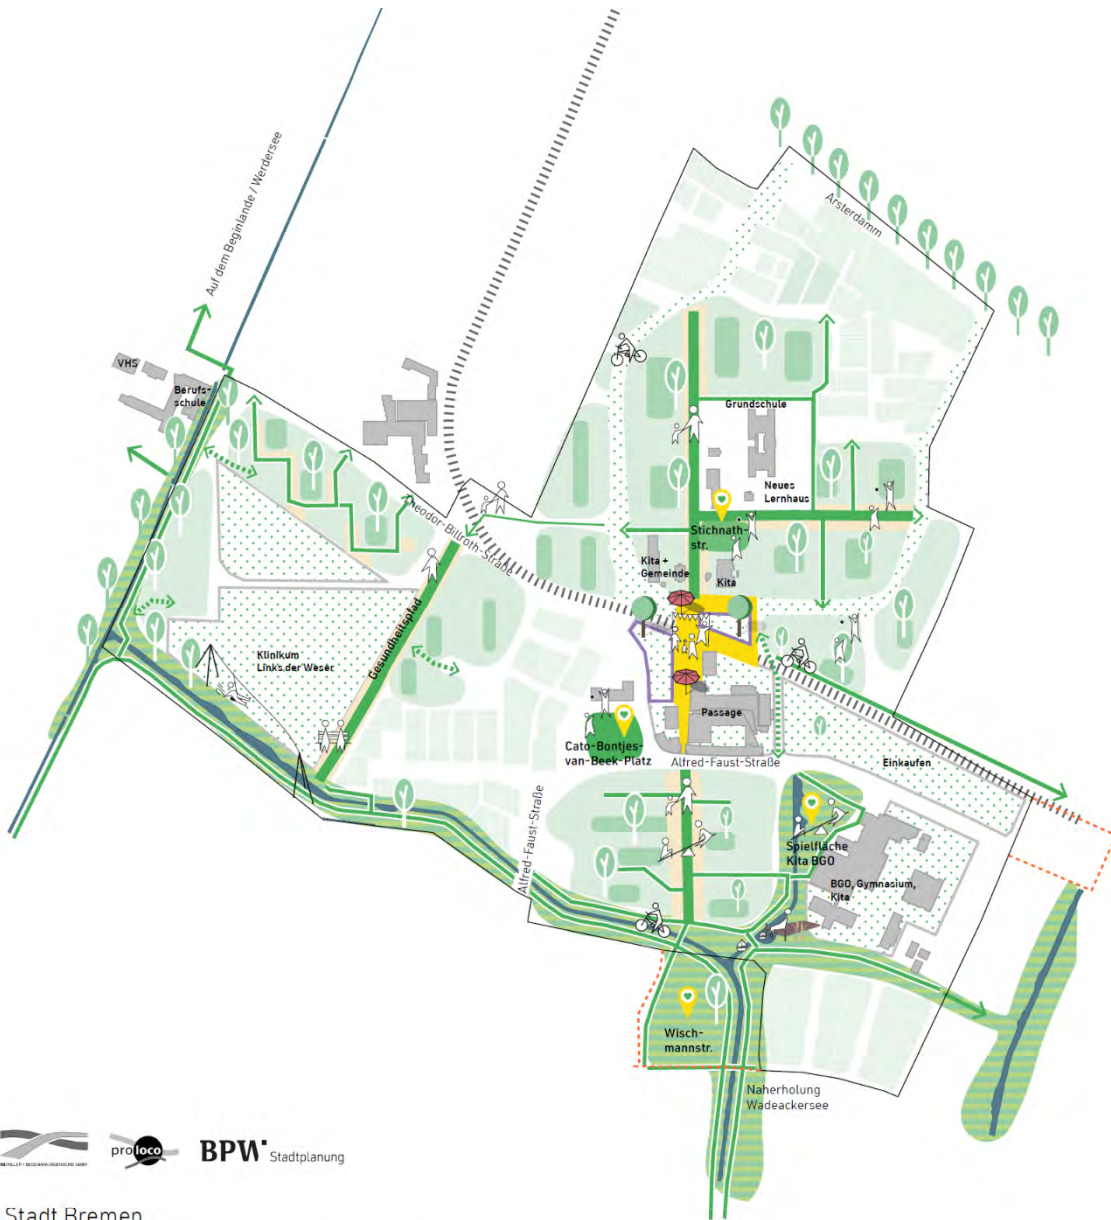 Auf dem Beginlande / Werdersee
Arsterdamm
VHS
Berufs-
schule
Grundschule
Neues
Lernhaus
Theodor-Billroth-Straße
Stichnath-
str.
Kita +
Gemeinde
Kita
Gesundheitspfad
Klinikum
Links der Weser
Passage
Cato-Bontjes-
van-Beek-Platz
Alfred-Faust-Straße
Einkaufen
Alfred-Faust-Straße
Spielfläche
Kita BGO
BGO, Gymnasium,
Kita
Wisch-
mannstr.
Naherholung
Wadeackersee
proloco
BPW Stadtplanung
Stadt Bremen